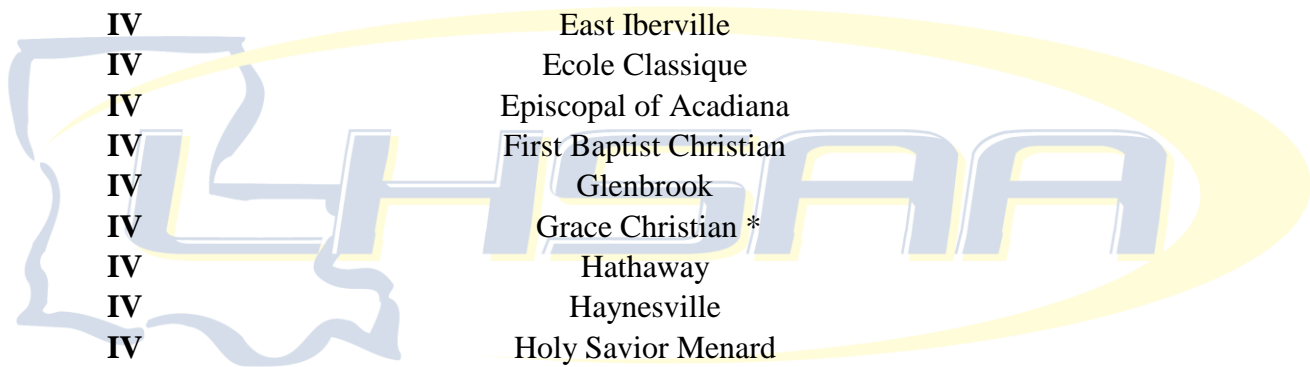 IV East Iberville
IV Ecole Classique
IV Episcopal of Acadiana
IV First Baptist Christian
IV Glenbrook
IV Grace Christian *
IV Hathaway
IV Haynesville
IV Holy Savior Menard
LHSAA